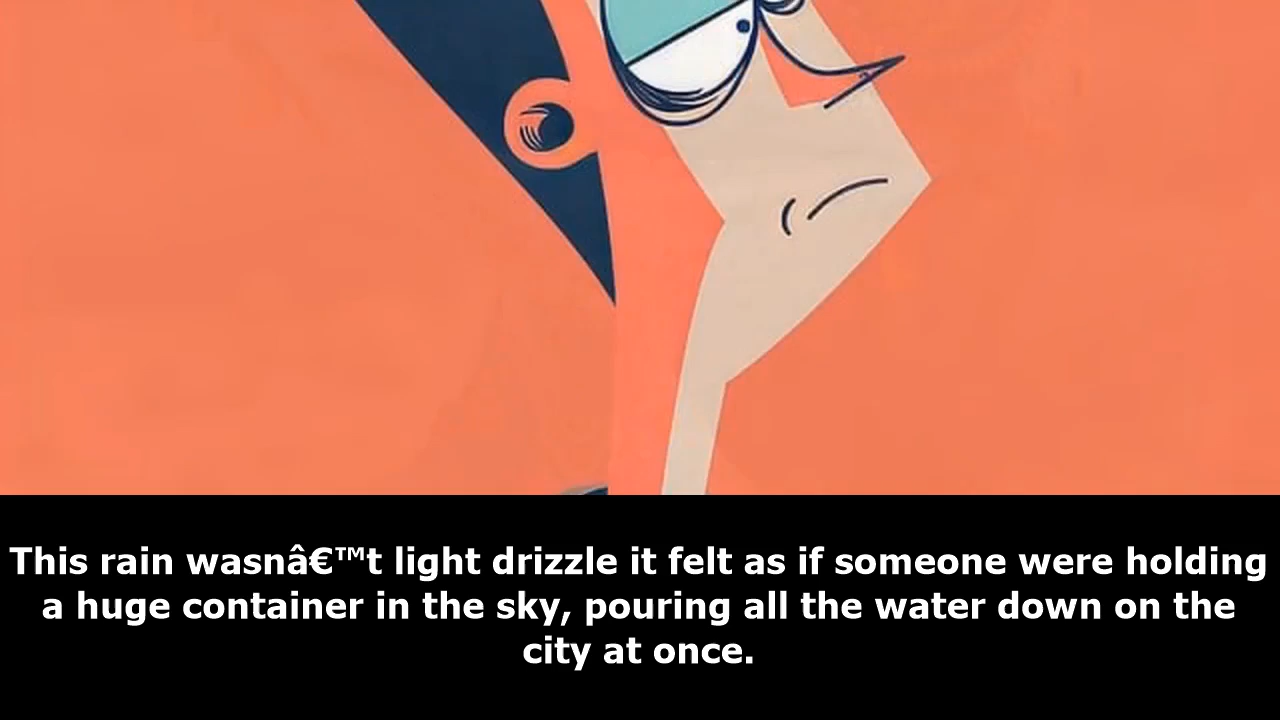 This rain wasnâ€™t light drizzle it felt as if someone were holding
a huge container in the sky, pouring all the water down on the
city at once.